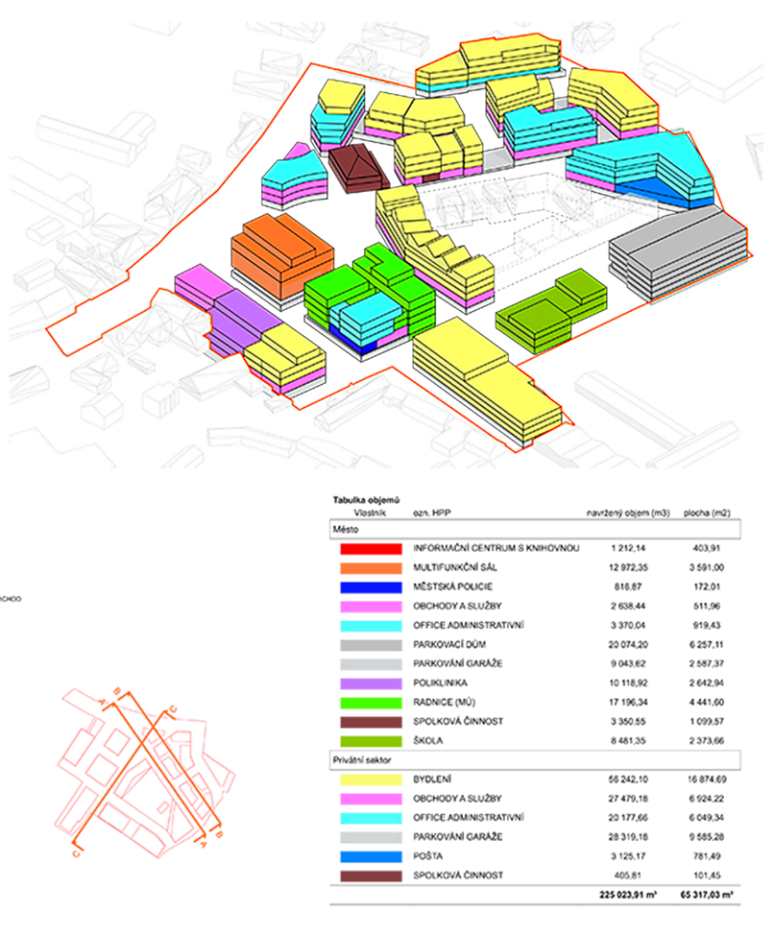 Tabulka objemů
Vlastník ozn. HPP navržený objem (m3) plocha (m2)
Město
INFORMAČNÍ CENTRUM S KNIHOVNOU 1 212,14 403,91
MULTIFUNKČNÍ SÁL 12 972,35 3 591,00
MĚSTSKÁ POLICIE 816,87 172,01
OBCHODY A SLUŽBY 2 638,44 511,96
OFFICE ADMINISTRATIVNÍ 3 370,04 919,43
PARKOVACÍ DŮM 20 074,20 6 257,11
PARKOVÁNÍ GARÁŽE 9 043,62 2 587,37
POLIKLINIKA 10 118,92 2 642,94
RADNICE (MÚ) 17 196,34 4 441,60
SPOLKOVÁ ČINNOST 3 350,55 1 099,57
ŠKOLA 8 481,35 2 373,66
Privátní sektor
BYDLENÍ 56 242,10 16 874,69
OBCHODY A SLUŽBY 27 479,18 6 924,22
OFFICE ADMINISTRATIVNÍ 20 177,66 6 049,34
PARKOVÁNÍ GARÁŽE 28 319,18 9 585,28
POŠTA 3 125,17 781,49
SPOLKOVÁ ČINNOST 405,81 101,45
225 023,91 m³ 65 317,03 m²
CHOD
B
A
C
B
A
C